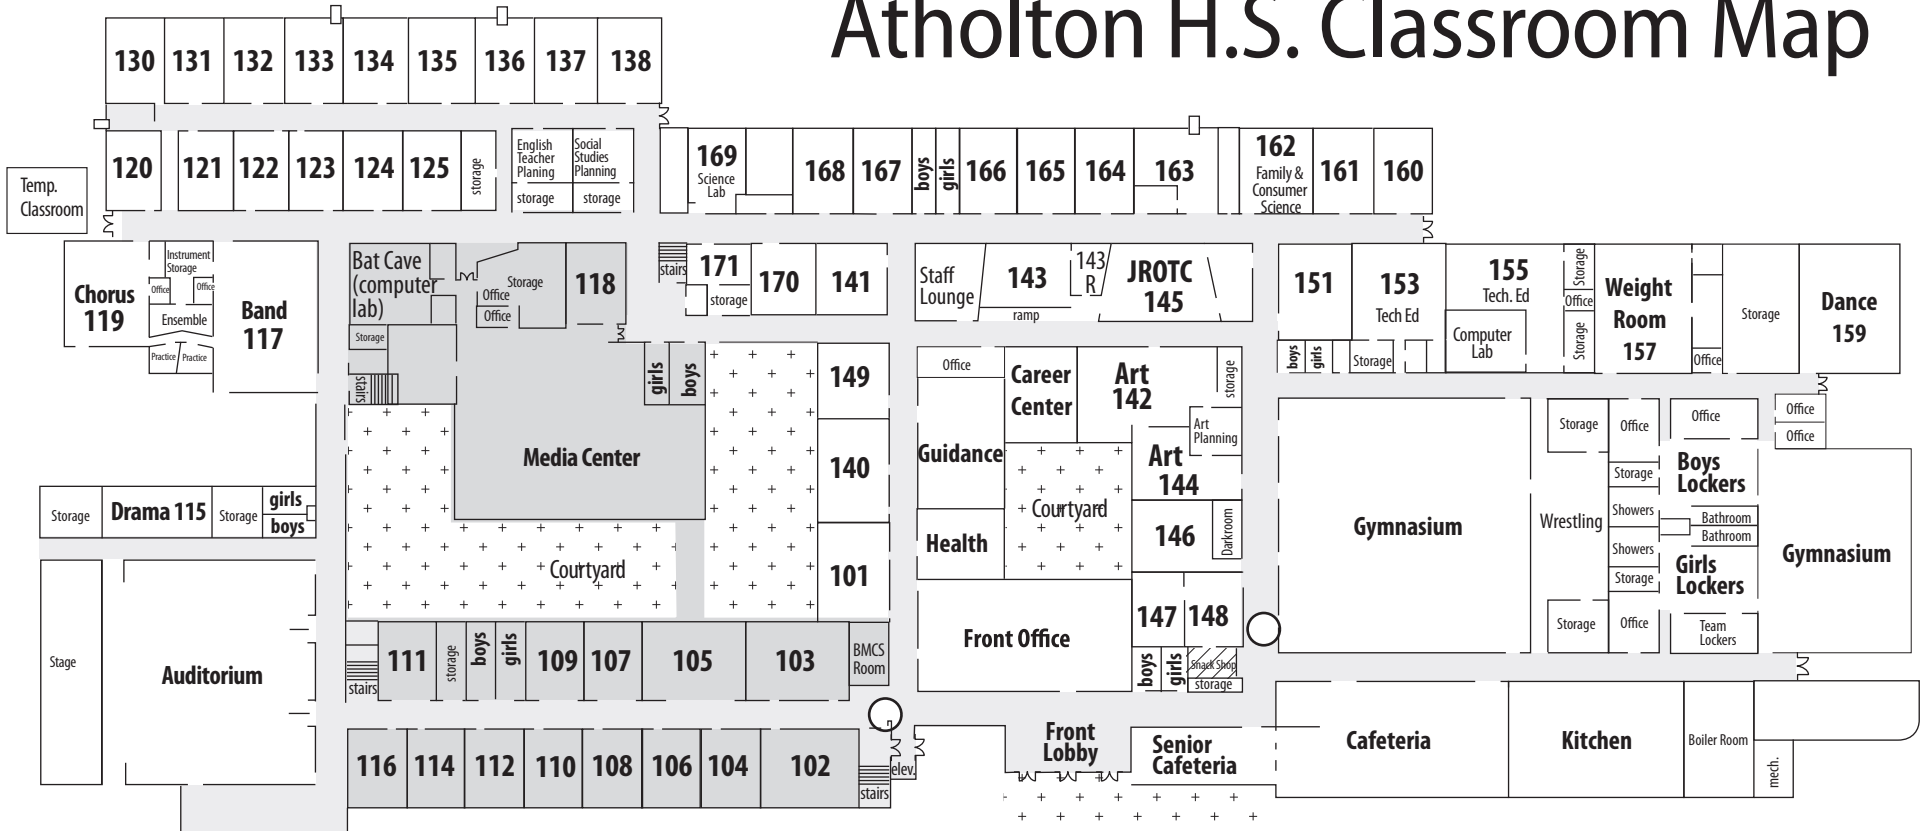 Atholton H.S. Classroom Map
130 131 132 133 134 135 136 137 138
120 121 122 123 124 125 storage
English
Teacher
Planing
storage
Social
Studies
Planning
storage
Temp.
Classroom
169
Science
Lab
168 167 boys girls 166 165 164 163
162
Family &
Consumer
Science
161 160
Chorus
119
Instrument
Storage
Office
Office
Ensemble
Practice
Practice
Band
117
Bat Cave
(computer
lab)
Storage
Office
Office
118
Storage
stairs
stairs
171
storage
170
141
Staff
Lounge
143
ramp
143
R
JROTC
145
151
153
Tech Ed
155
Tech. Ed
Computer
Lab
Storage
Office
Storage
Weight
Room
157
Office
Storage
Dance
159
boys
girls
Storage
girls
boys
Media Center
149
140
101
Office
Career
Center
Art
142
storage
Art
Planning
Guidance
Art
144
Courtyard
Health
146
Darkroom
147 148
Front Office
boys
girls
Snack Shop
storage
Gymnasium
Storage
Wrestling
Storage
Office
Storage
Showers
Showers
Storage
Office
Office
Boys
Lockers
Bathroom
Bathroom
Girls
Lockers
Team
Lockers
Office
Office
Gymnasium
Storage
Drama 115
Storage
girls
boys
Courtyard
Stage
Auditorium
stairs
111
storage
boys
girls
109 107 105 103
BMCS
Room
116 114 112 110 108 106 104 102
elev.
stairs
Front
Lobby
Senior
Cafeteria
Cafeteria
Kitchen
Boiler Room
mech.